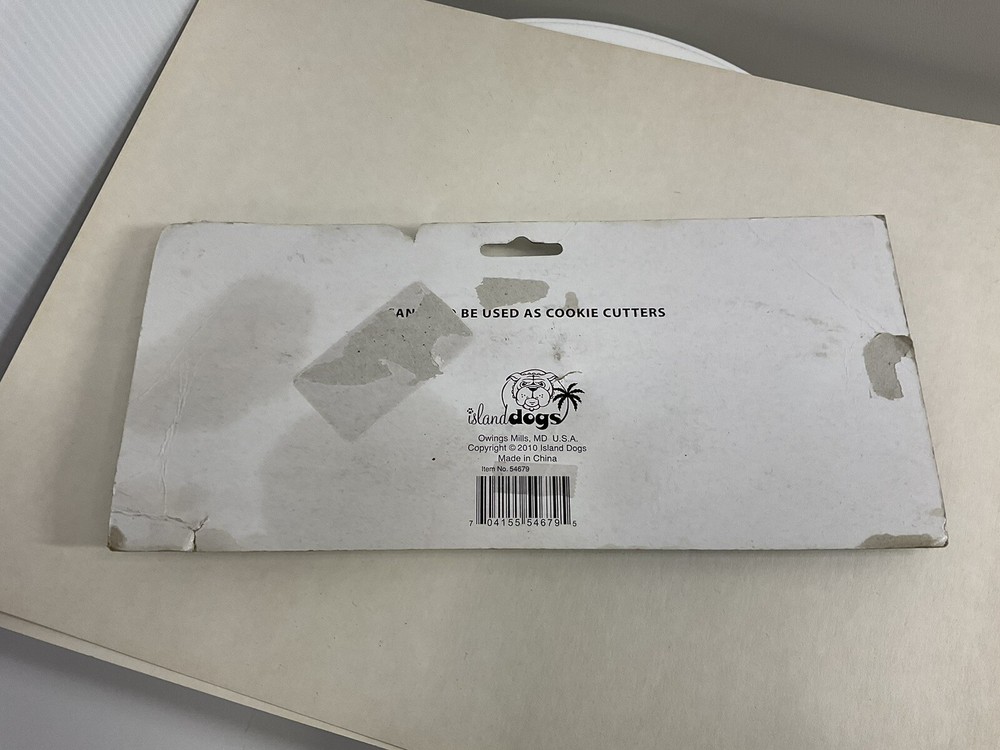 BE USED AS COOKIE CUTTERS
islanddogs
Owings Mills, MD U.S.A.
Copyright © 2010 Island Dogs
Made in China
Item No. 54679
7 04155 54679 5